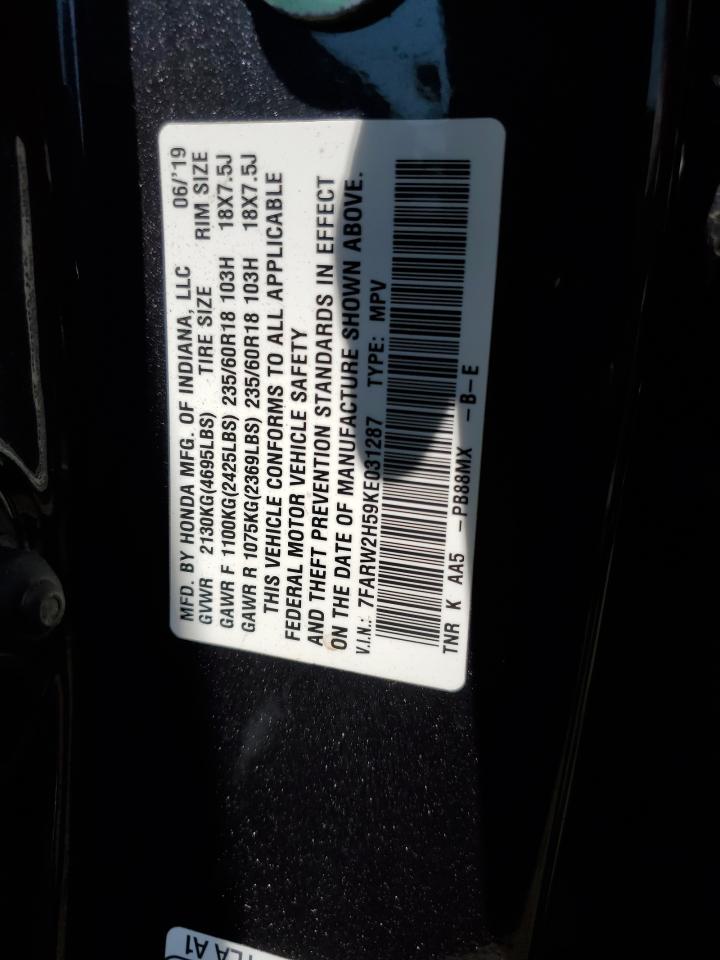 MFD. BY HONDA MFG. OF INDIANA, LLC 06/'19
GVWR 2130KG(4695LBS) TIRE SIZE RIM SIZE
GAWR F 1100KG(2425LBS) 235/60R18 103H 18X7.5J
GAWR R 1075KG(2369LBS) 235/60R18 103H 18X7.5J
THIS VEHICLE CONFORMS TO ALL APPLICABLE
FEDERAL MOTOR VEHICLE SAFETY
AND THEFT PREVENTION STANDARDS IN EFFECT
ON THE DATE OF MANUFACTURE SHOWN ABOVE.
V.I.N.: 7FARW2H59KE031287 TYPE: MPV
TNR K AA5 -PB88MX -B-E
A1